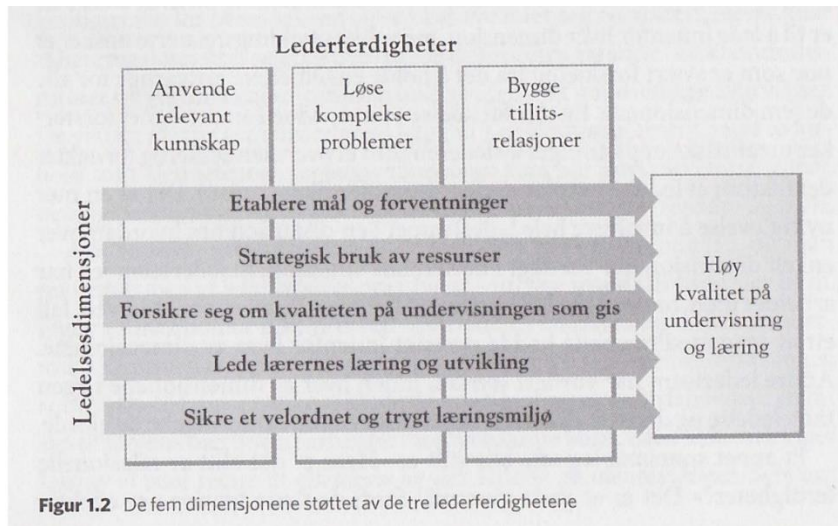 Lederferdigheter
Anvende
relevant
kunnskap
Løse
komplekse
problemer
Bygge
tillits-
relasjoner
Ledelsesdimensjoner
Etablere mål og forventninger
Strategisk bruk av ressurser
Forsikre seg om kvaliteten på undervisningen som gis
Lede lærernes læring og utvikling
Sikre et velordnet og trygt læringsmiljø
Høy
kvalitet på
undervisning
og læring
Figur 1.2 De fem dimensjonene støttet av de tre lederferdighetene